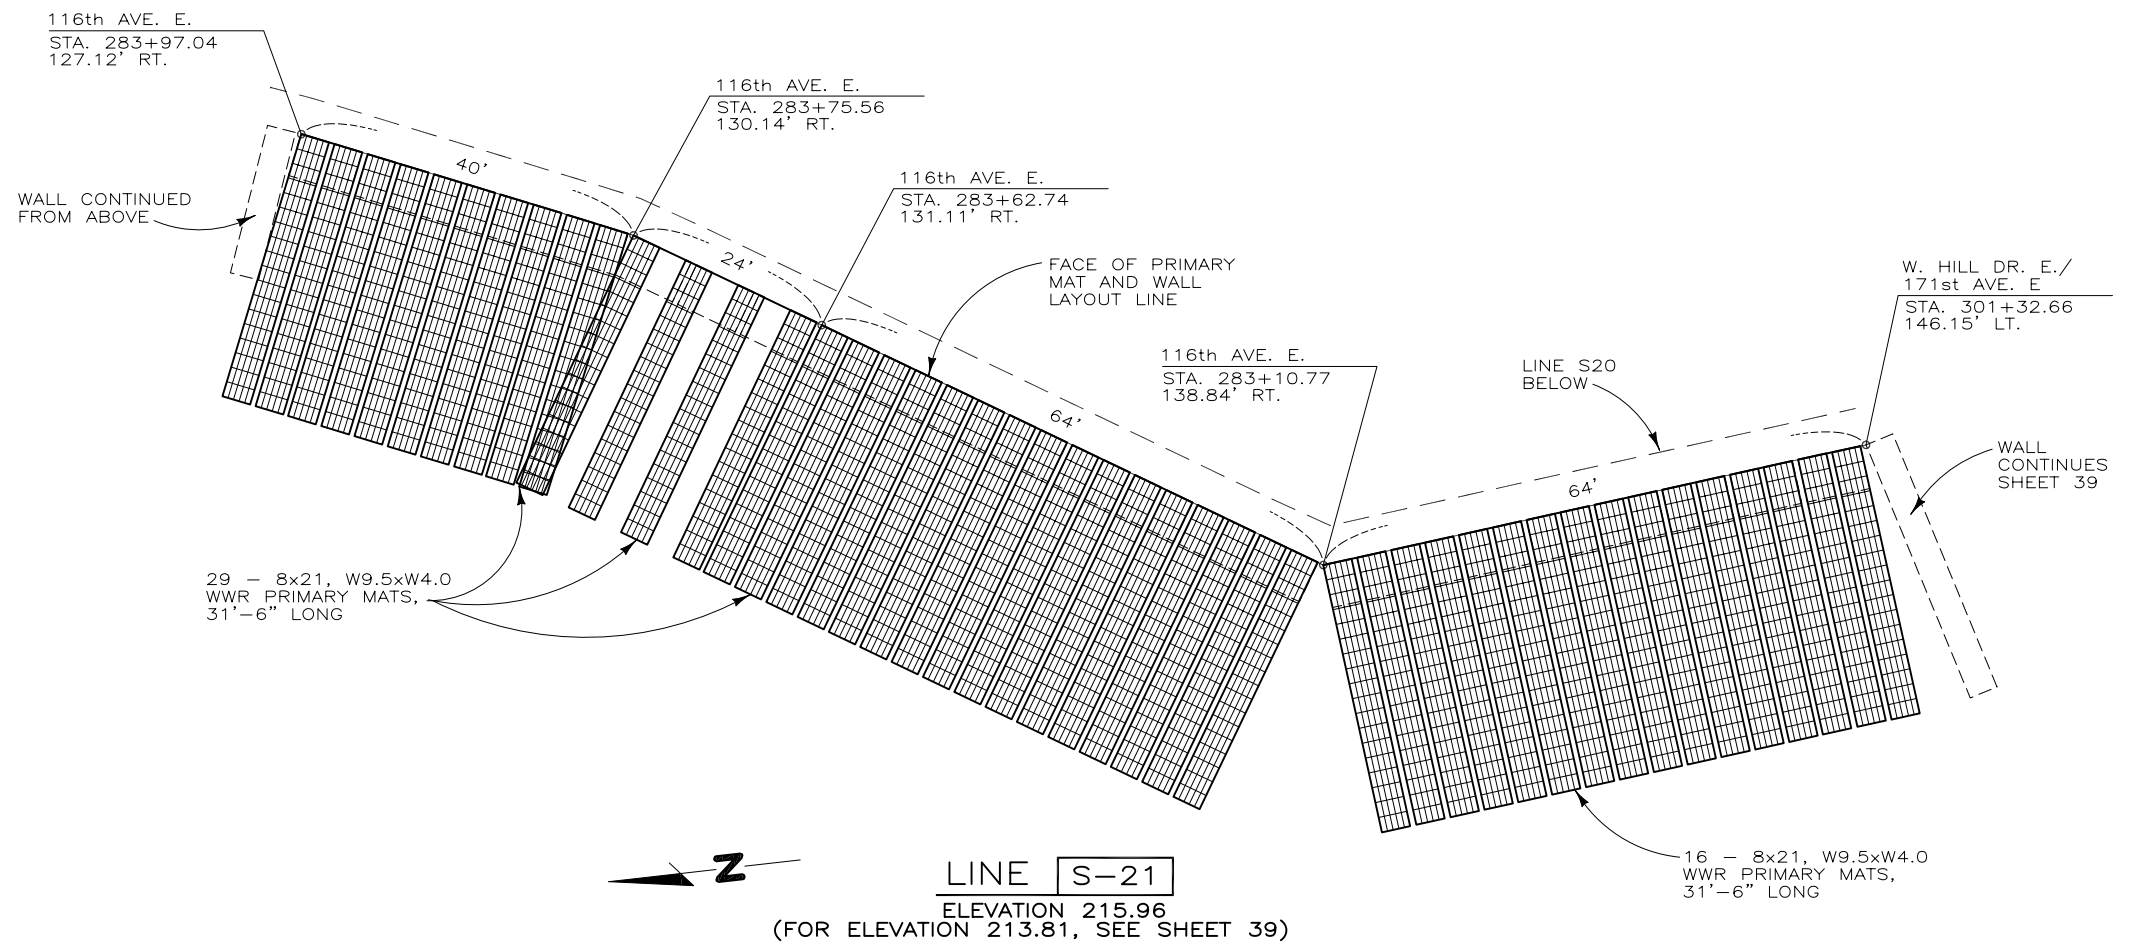 116th AVE. E.
STA. 283+97.04
127.12' RT.
116th AVE. E.
STA. 283+75.56
130.14' RT.
40'
116th AVE. E.
STA. 283+62.74
131.11' RT.
WALL CONTINUED
FROM ABOVE
24'
FACE OF PRIMARY
MAT AND WALL
LAYOUT LINE
W. HILL DR. E./
171st AVE. E
STA. 301+32.66
146.15' LT.
116th AVE. E.
STA. 283+10.77
138.84' RT.
LINE S20
BELOW
64'
64'
WALL
CONTINUES
SHEET 39
29 – 8x21, W9.5xW4.0
WWR PRIMARY MATS,
31'–6" LONG
16 – 8x21, W9.5xW4.0
WWR PRIMARY MATS,
31'–6" LONG
N
LINE S–21
ELEVATION 215.96
(FOR ELEVATION 213.81, SEE SHEET 39)